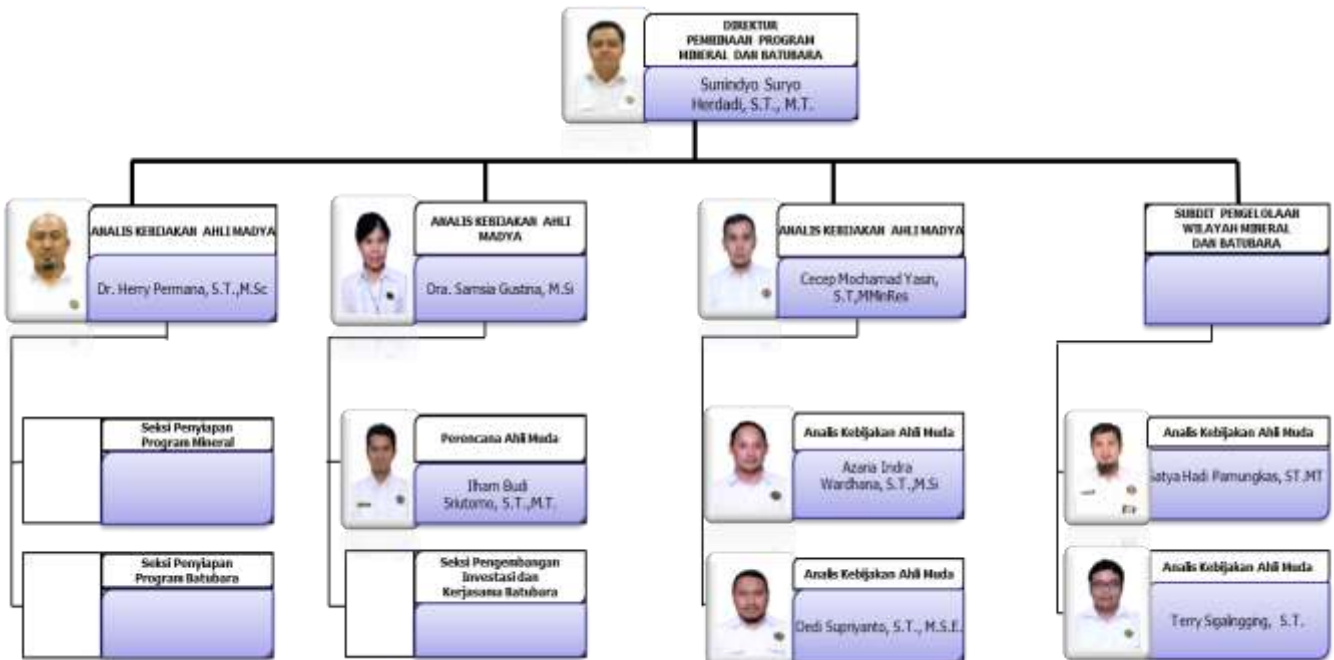 DIREKTUR
PEMBINAAN PROGRAM
MINERAL DAN BATUBARA
Sunindyo Suryo
Herdadi, S.T., M.T.
ANALIS KEBIJAKAN AHLI MADYA
Dr. Herry Permana, S.T.,M.Sc
ANALIS KEBIJAKAN AHLI
MADYA
Dra. Samsia Gustina, M.Si
ANALIS KEBIJAKAN AHLI MADYA
Cecep Mochamad Yasin,
S.T,MMinRes
SUBDIT PENGELOLAAN
WILAYAH MINERAL
DAN BATUBARA
Seksi Penyiapan
Program Mineral
Perencana Ahli Muda
Ilham Budi
Sriutomo, S.T.,M.T.
Analis Kebijakan Ahli Muda
Azaria Indra
Wardhana, S.T.,M.Si
Analis Kebijakan Ahli Muda
Satya Hadi Pamungkas, ST.MT
Seksi Penyiapan
Program Batubara
Seksi Pengembangan
Investasi dan
Kerjasama Batubara
Analis Kebijakan Ahli Muda
Dedi Supriyanto, S.T., M.S.E.
Analis Kebijakan Ahli Muda
Terry Sigalingging, S.T.